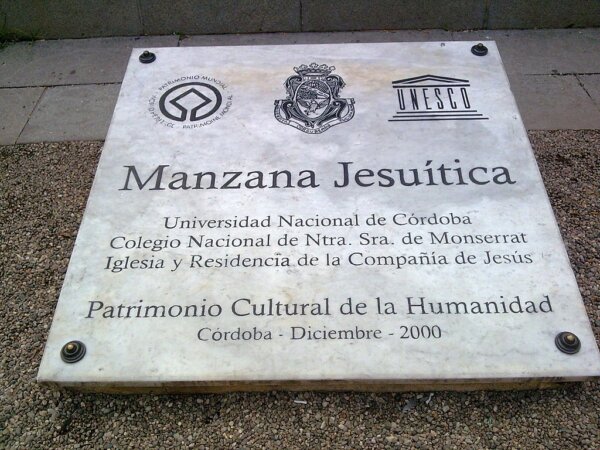 UNESCO
Manzana Jesuítica
Universidad Nacional de Córdoba
Colegio Nacional de Ntra. Sra. de Monserrat
Iglesia y Residencia de la Compañía de Jesús
Patrimonio Cultural de la Humanidad
Córdoba - Diciembre - 2000